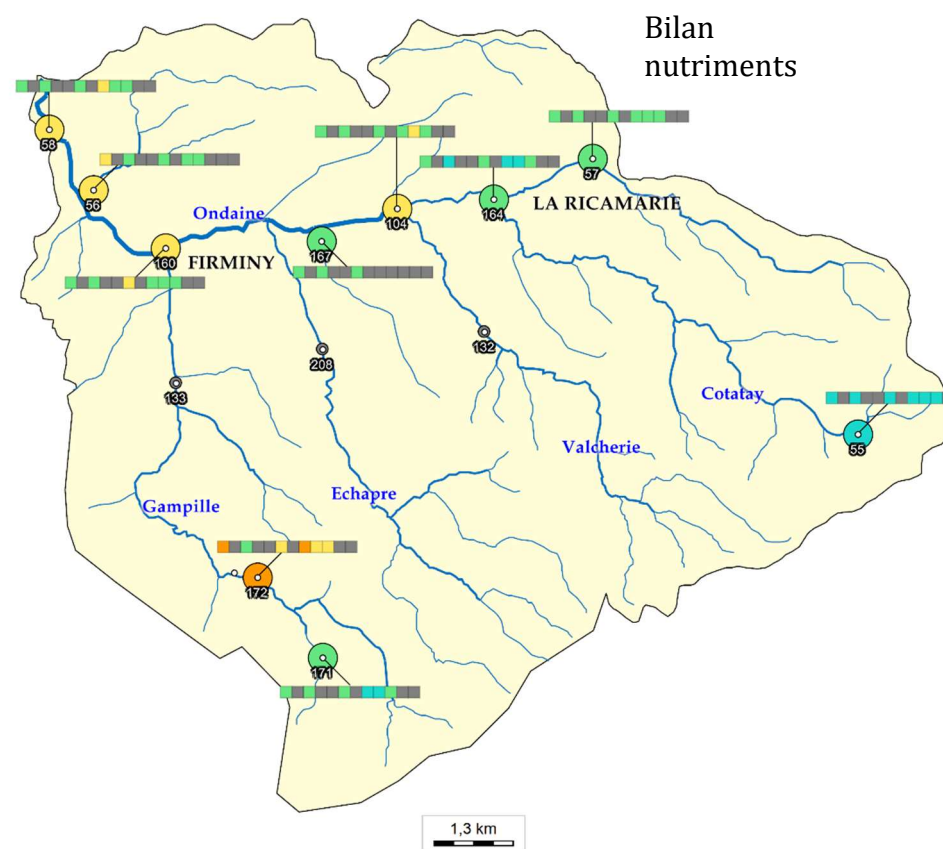 Bilan
nutriments
58
57
56
Ondaine
104
164
LA RICAMARIE
160
FIRMINY
167
132
208
133
Cotatay
55
Valcherie
Gampille
Echapre
172
171
1,3 km